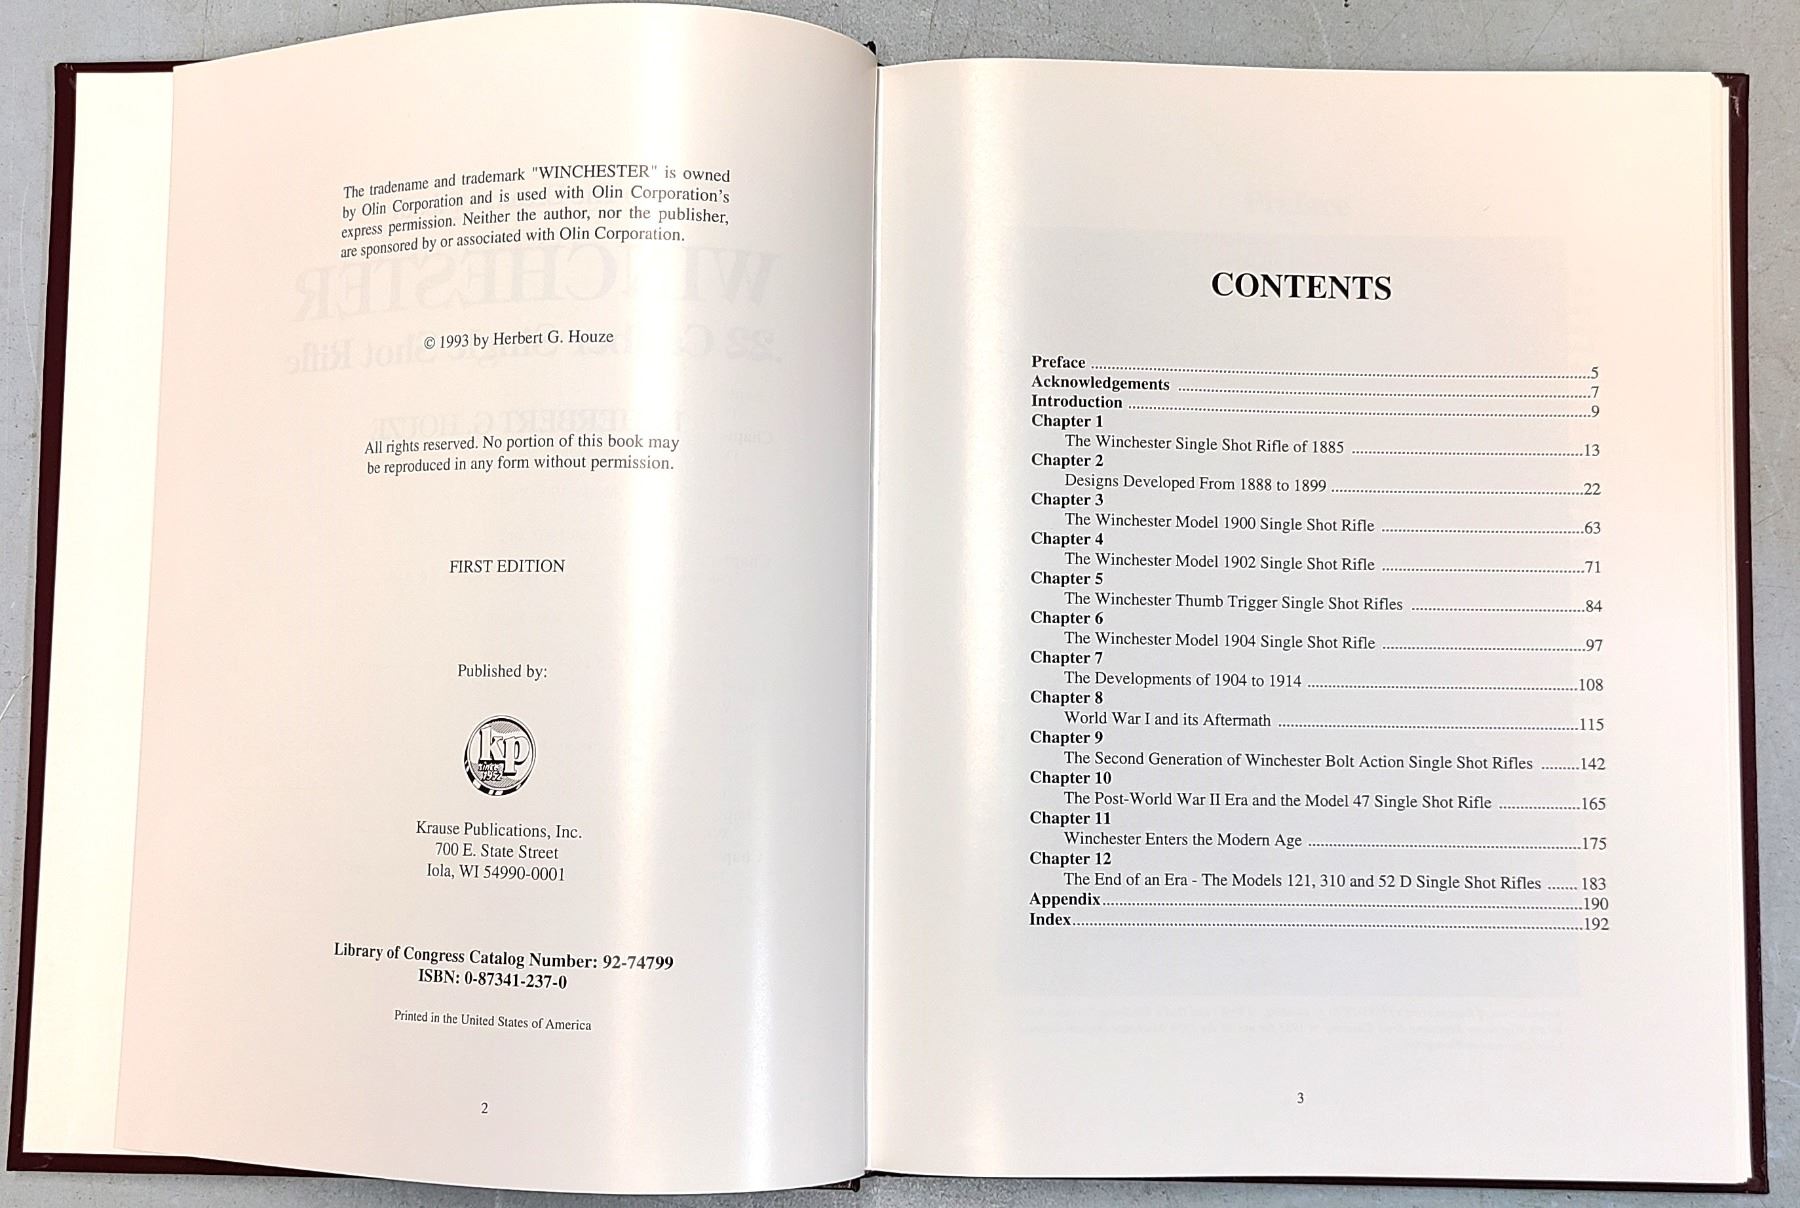 The tradename and trademark "WINCHESTER" is owned
by Olin Corporation and is used with Olin Corporation's
express permission. Neither the author, nor the publisher,
are sponsored by or associated with Olin Corporation.
© 1993 by Herbert G. Houze
All rights reserved. No portion of this book may
be reproduced in any form without permission.
FIRST EDITION
Published by:
kp
Krause Publications, Inc.
700 E. State Street
Iola, WI 54990-0001
Library of Congress Catalog Number: 92-74799
ISBN: 0-87341-237-0
Printed in the United States of America
2
CONTENTS
Preface ..........5
Acknowledgements ..........7
Introduction ..........9
Chapter 1
The Winchester Single Shot Rifle of 1885 ..........13
Chapter 2
Designs Developed From 1888 to 1899 ..........22
Chapter 3
The Winchester Model 1900 Single Shot Rifle ..........63
Chapter 4
The Winchester Model 1902 Single Shot Rifle ..........71
Chapter 5
The Winchester Thumb Trigger Single Shot Rifles ..........84
Chapter 6
The Winchester Model 1904 Single Shot Rifle ..........97
Chapter 7
The Developments of 1904 to 1914 ..........108
Chapter 8
World War I and its Aftermath ..........115
Chapter 9
The Second Generation of Winchester Bolt Action Single Shot Rifles .........142
Chapter 10
The Post-World War II Era and the Model 47 Single Shot Rifle ..........165
Chapter 11
Winchester Enters the Modern Age ..........175
Chapter 12
The End of an Era - The Models 121, 310 and 52 D Single Shot Rifles ....... 183
Appendix..........190
Index..........192
3